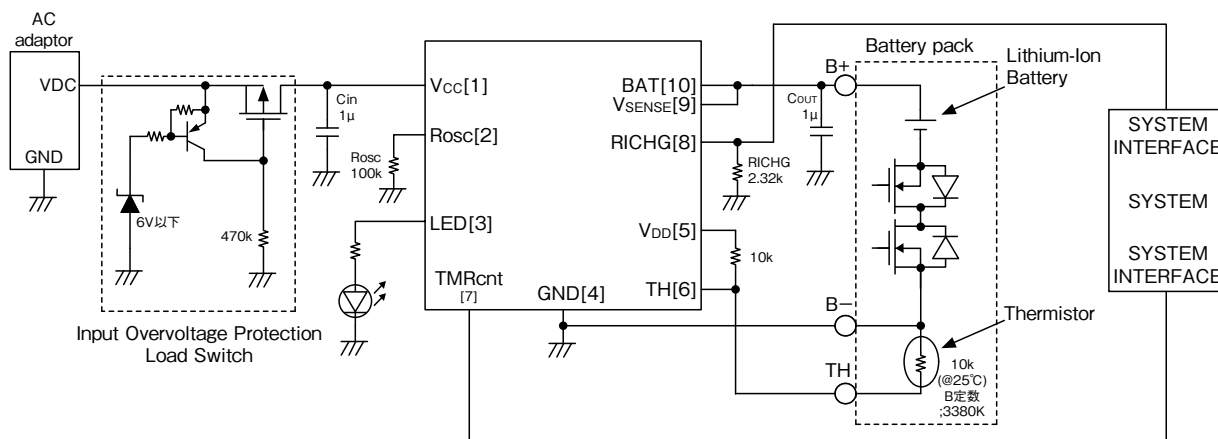 AC
adaptor
VDC
GND
6V以下
470k
Input Overvoltage Protection
Load Switch
Cin
1μ
Rosc
100k
VCC[1]
Rosc[2]
LED[3]
TMRcnt
[7]
GND[4]
BAT[10]
VSENSE[9]
RICHG[8]
VDD[5]
TH[6]
10k
RICHG
2.32k
COUT
1μ
B+
B−
TH
Battery pack
Lithium-Ion
Battery
Thermistor
10k
(@25℃)
B定数
;3380K
SYSTEM
INTERFACE
SYSTEM
SYSTEM
INTERFACE